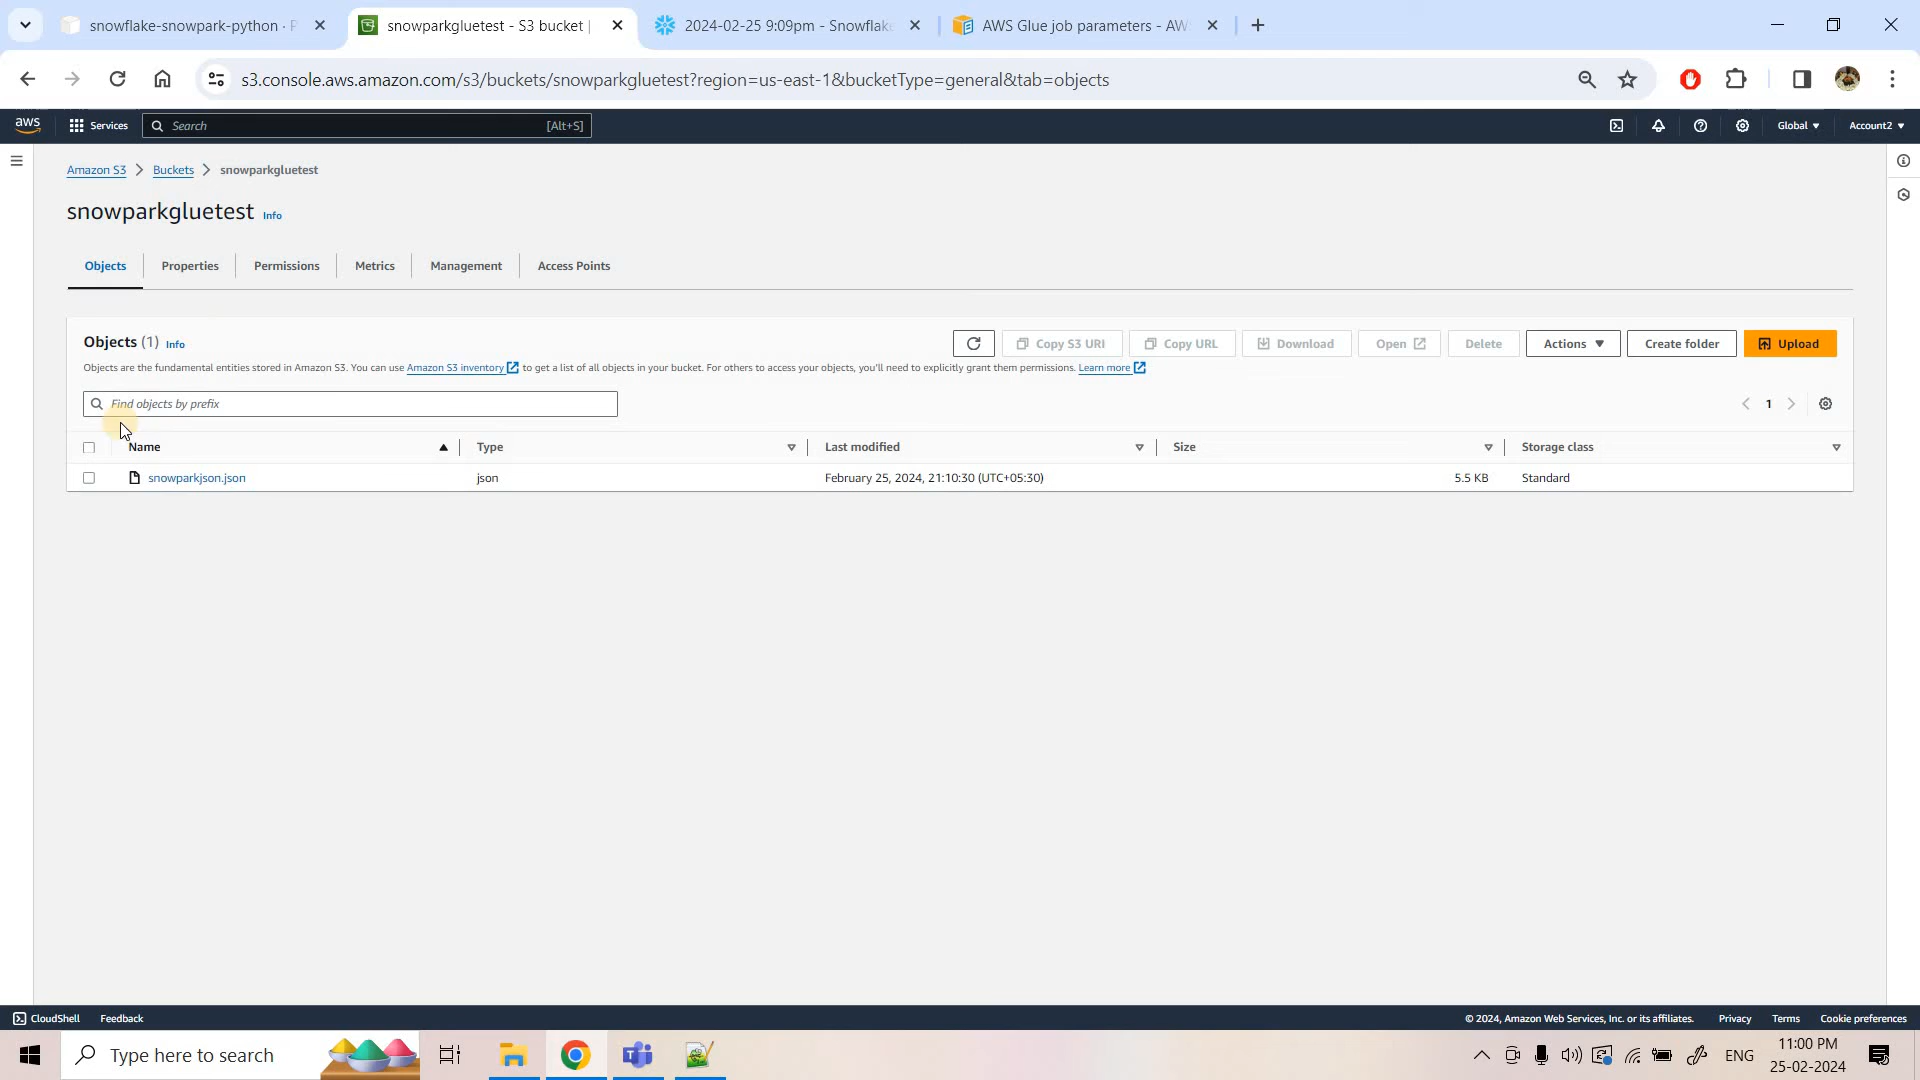 snowflake-snowpark-python · P
snowparkgluetest - S3 bucket |
2024-02-25 9:09pm - Snowflake
AWS Glue job parameters - AW
s3.console.aws.amazon.com/s3/buckets/snowparkgluetest?region=us-east-1&bucketType=general&tab=objects
aws
Services
Search
[Alt+S]
Global
Account2
Amazon S3
Buckets
snowparkgluetest
snowparkgluetest Info
Objects
Properties
Permissions
Metrics
Management
Access Points
Objects (1) Info
Copy S3 URI
Copy URL
Download
Open
Delete
Actions
Create folder
Upload
Objects are the fundamental entities stored in Amazon S3. You can use Amazon S3 inventory to get a list of all objects in your bucket. For others to access your objects, you'll need to explicitly grant them permissions. Learn more
Find objects by prefix
1
Name
Type
Last modified
Size
Storage class
snowparkjson.json
json
February 25, 2024, 21:10:30 (UTC+05:30)
5.5 KB
Standard
CloudShell
Feedback
© 2024, Amazon Web Services, Inc. or its affiliates.
Privacy
Terms
Cookie preferences
Type here to search
ENG
11:00 PM
25-02-2024